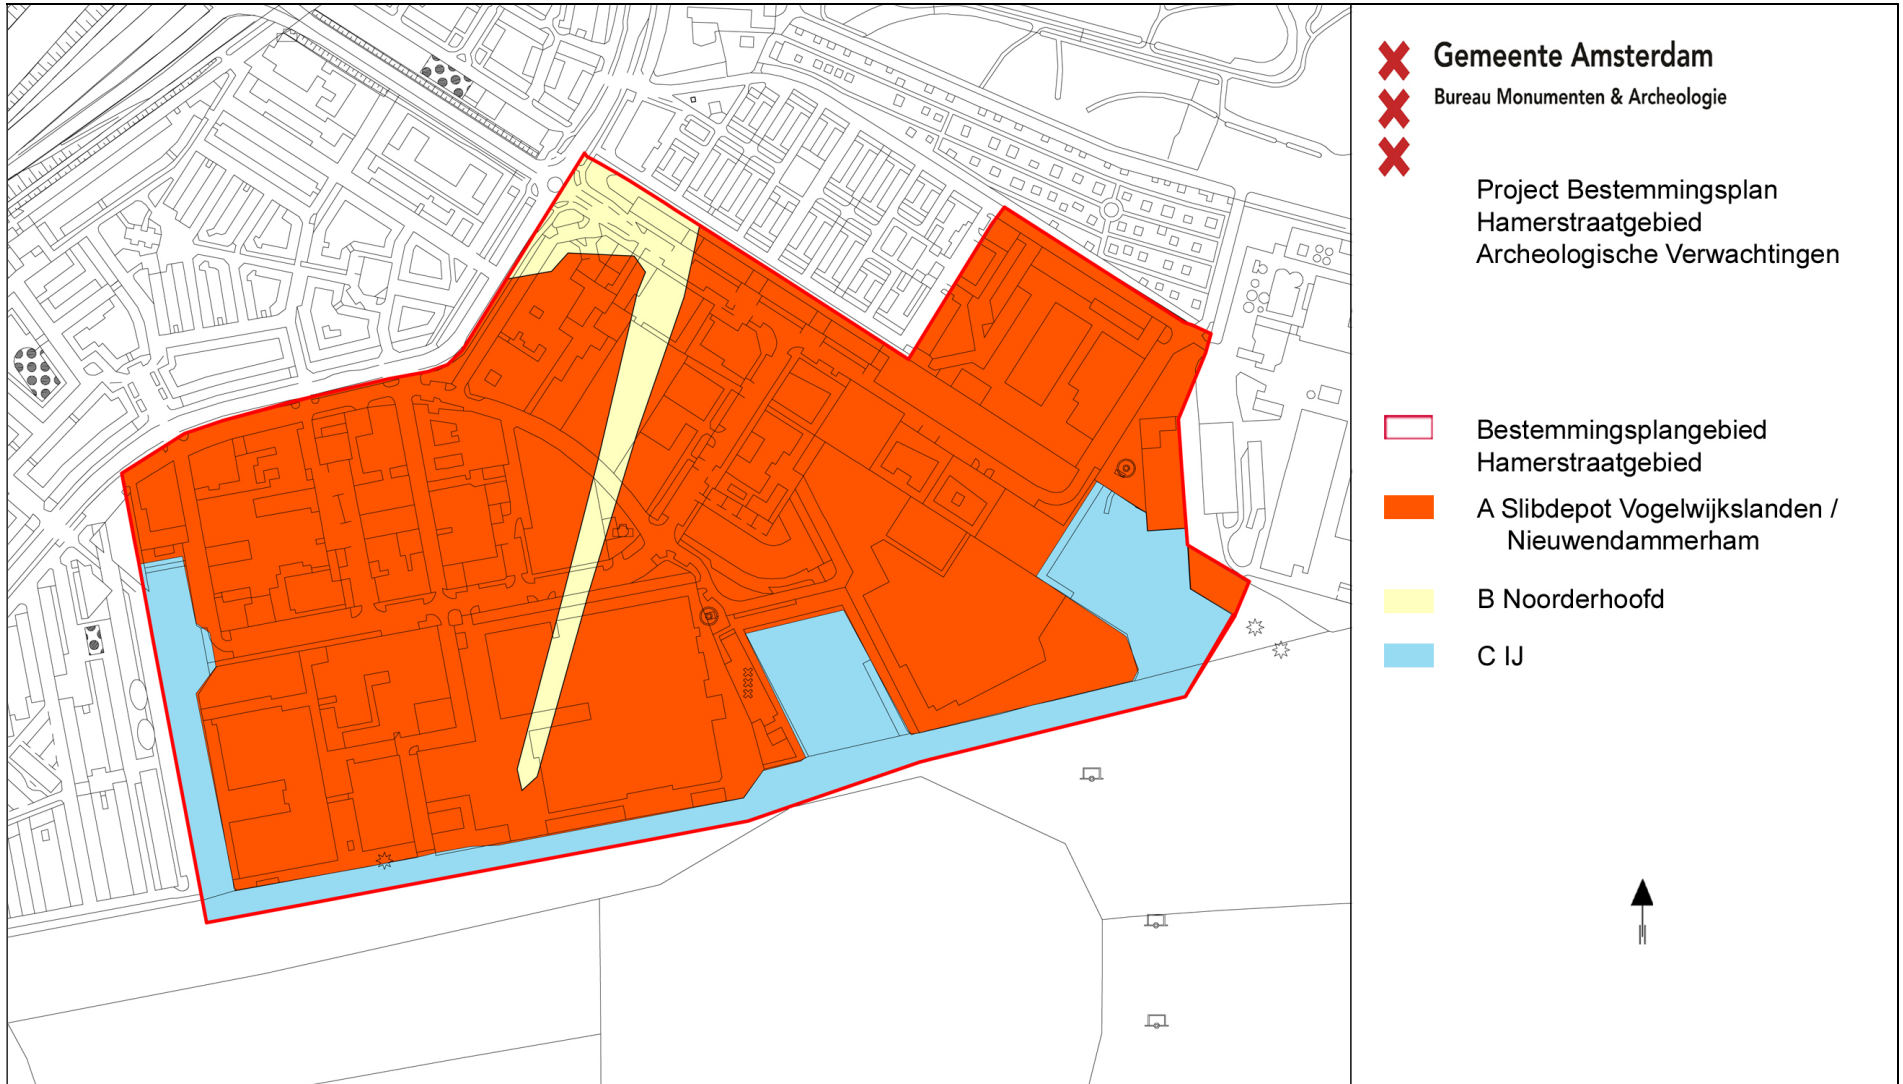 Gemeente Amsterdam
Bureau Monumenten & Archeologie
Project Bestemmingsplan
Hamerstraatgebied
Archeologische Verwachtingen
Bestemmingsplangebied
Hamerstraatgebied
A Slibdepot Vogelwijkslanden /
Nieuwendammerham
B Noorderhoofd
C IJ